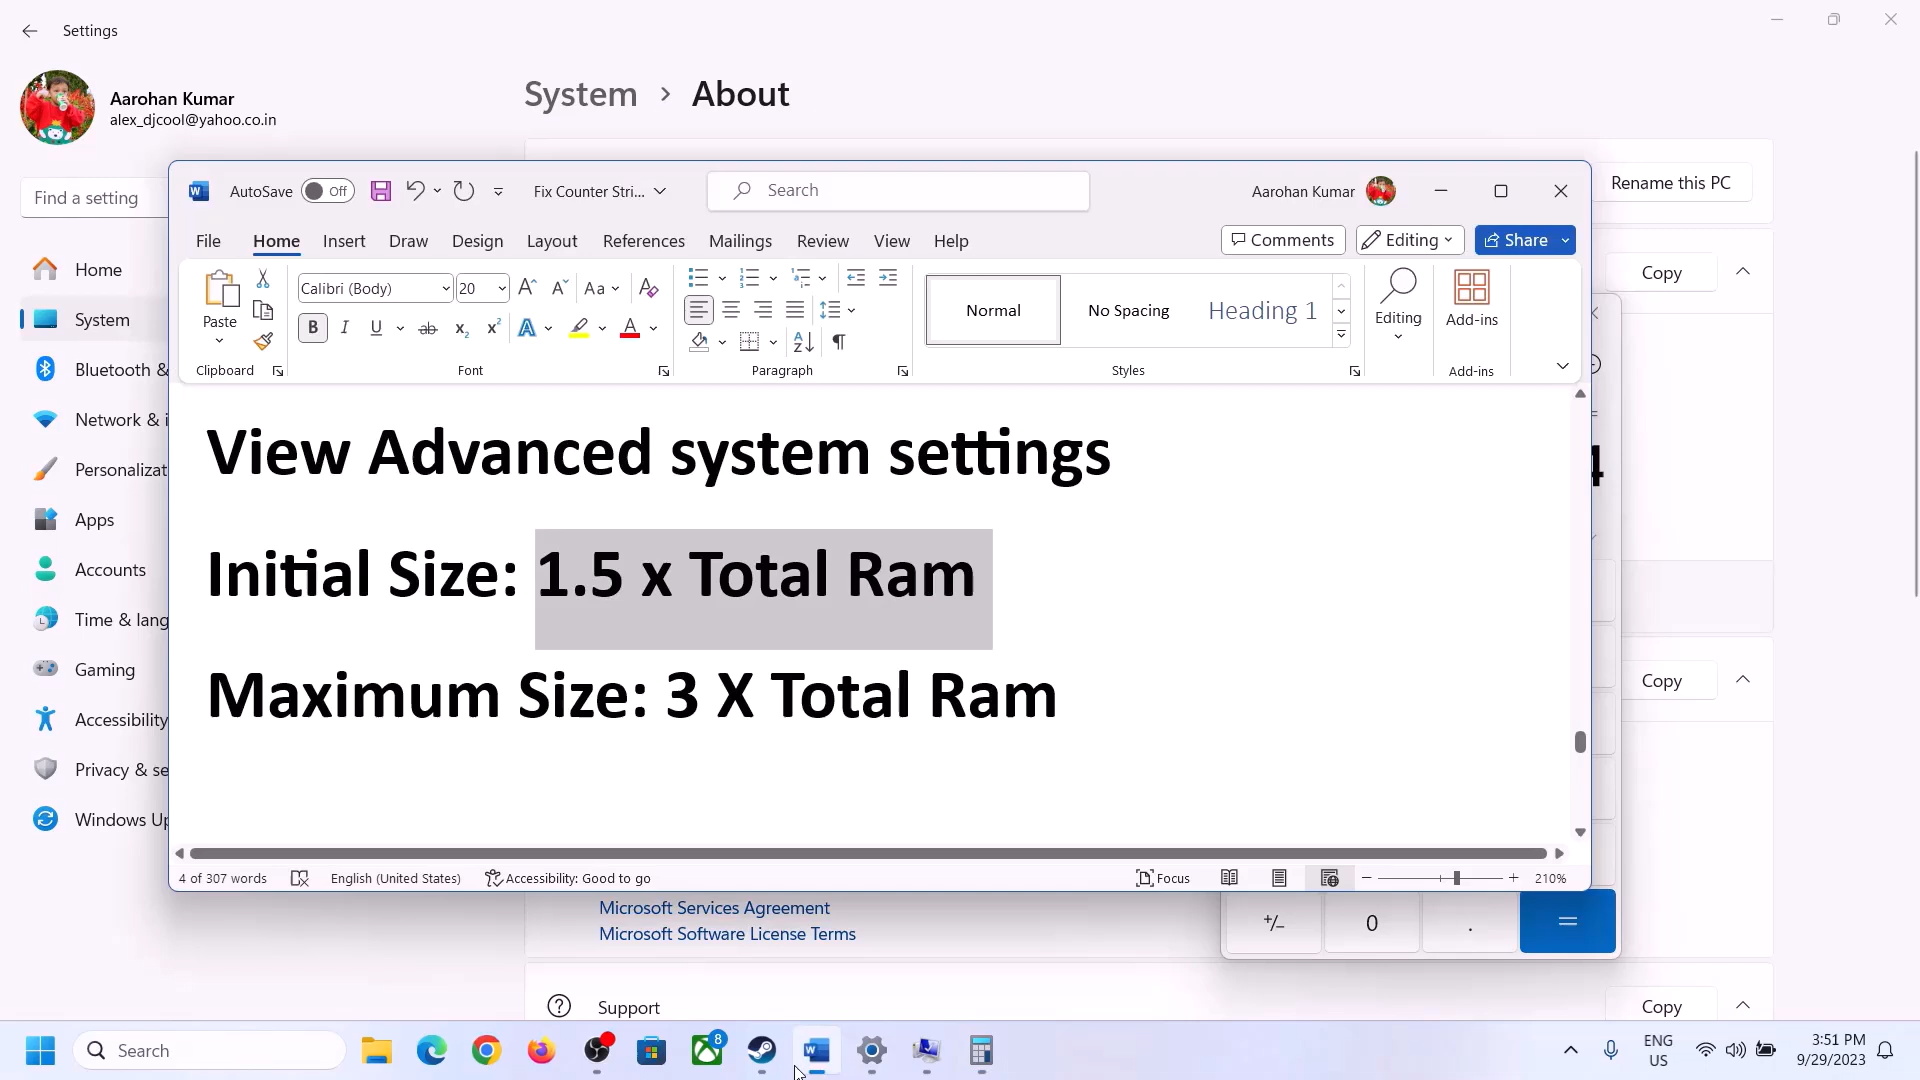 Settings
Aarohan Kumar
alex_djcool@yahoo.co.in
System > About
Find a setting
Home
System
Bluetooth &
Network & i
Personalizat
Apps
Accounts
Time & lang
Gaming
Accessibility
Privacy & se
Windows Up
Rename this PC
Copy
4
Copy
AutoSave Off
Fix Counter Stri...
Search
Aarohan Kumar
File Home Insert Draw Design Layout References Mailings Review View Help
Comments Editing Share
Paste
Calibri (Body) 20
Normal No Spacing Heading 1
Editing
Add-ins
Clipboard Font Paragraph Styles Add-ins
View Advanced system settings
Initial Size: 1.5 x Total Ram
Maximum Size: 3 X Total Ram
4 of 307 words English (United States) Accessibility: Good to go Focus 210%
Microsoft Services Agreement
Microsoft Software License Terms
+/− 0 . =
Support Copy
Search
8
ENG
US
3:51 PM
9/29/2023